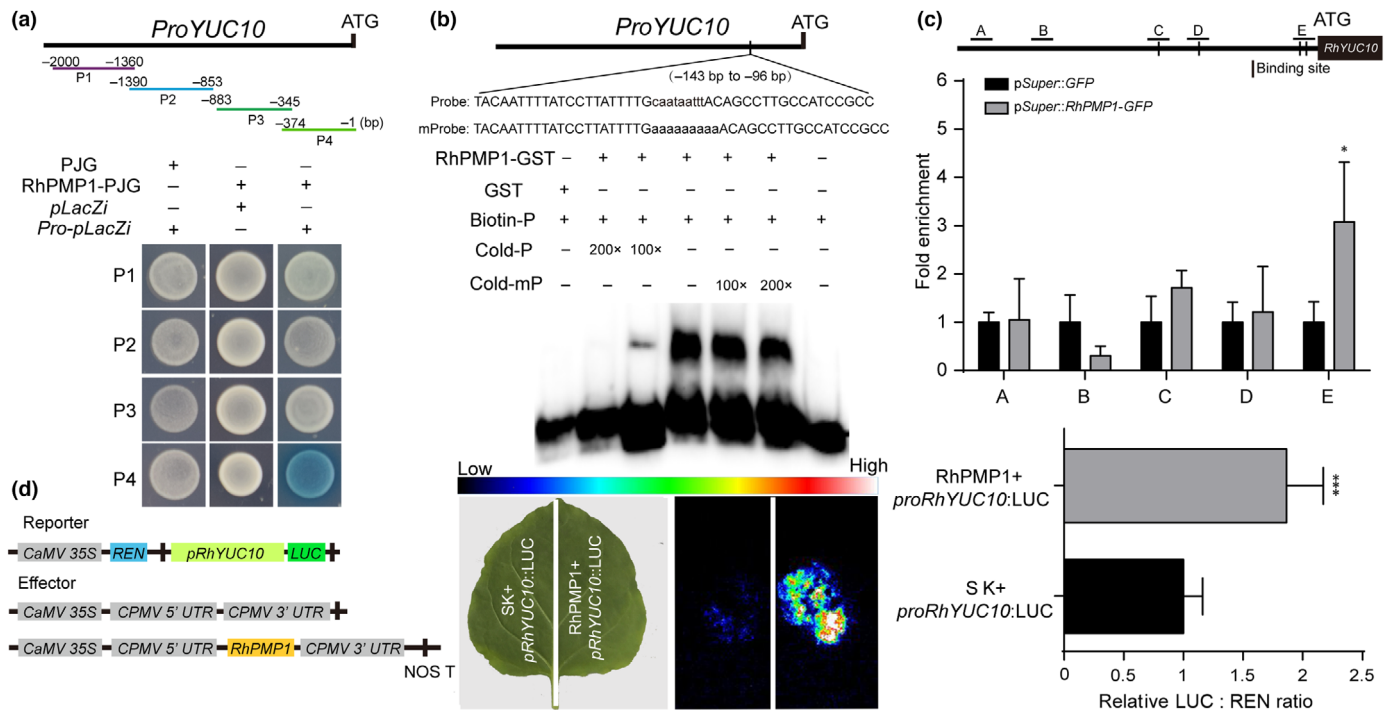 (a)
ProYUC10
ATG
–2000 –1360
P1
–1390 –853
P2
–883 –345
P3
–374 –1 (bp)
P4
PJG + – –
RhPMP1-PJG – + +
pLacZi – + –
Pro-pLacZi + – +
P1
P2
P3
P4
(b)
ProYUC10
ATG
(–143 bp to –96 bp)
Probe: TACAATTTTATCCTTATTTTGcaataatttACAGCCTTGCCATCCGCC
mProbe: TACAATTTTATCCTTATTTTGaaaaaaaaaACAGCCTTGCCATCCGCC
RhPMP1-GST – + + + + + –
GST + – – – – – –
Biotin-P + + + + + + +
Cold-P – 200× 100× – – – –
Cold-mP – – – – 100× 200× –
(c)
A B C D E
ATG
RhYUC10
Binding site
pSuper::GFP
pSuper::RhPMP1-GFP
Fold enrichment
6
5
4
3
2
1
0
*
A B C D E
(d)
Reporter
CaMV 35S REN pRhYUC10 LUC
Effector
CaMV 35S CPMV 5' UTR CPMV 3' UTR
CaMV 35S CPMV 5' UTR RhPMP1 CPMV 3' UTR
NOS T
Low High
SK+
pRhYUC10::LUC
RhPMP1+
pRhYUC10::LUC
RhPMP1+
proRhYUC10:LUC
***
S K+
proRhYUC10:LUC
0 0.5 1 1.5 2 2.5
Relative LUC : REN ratio